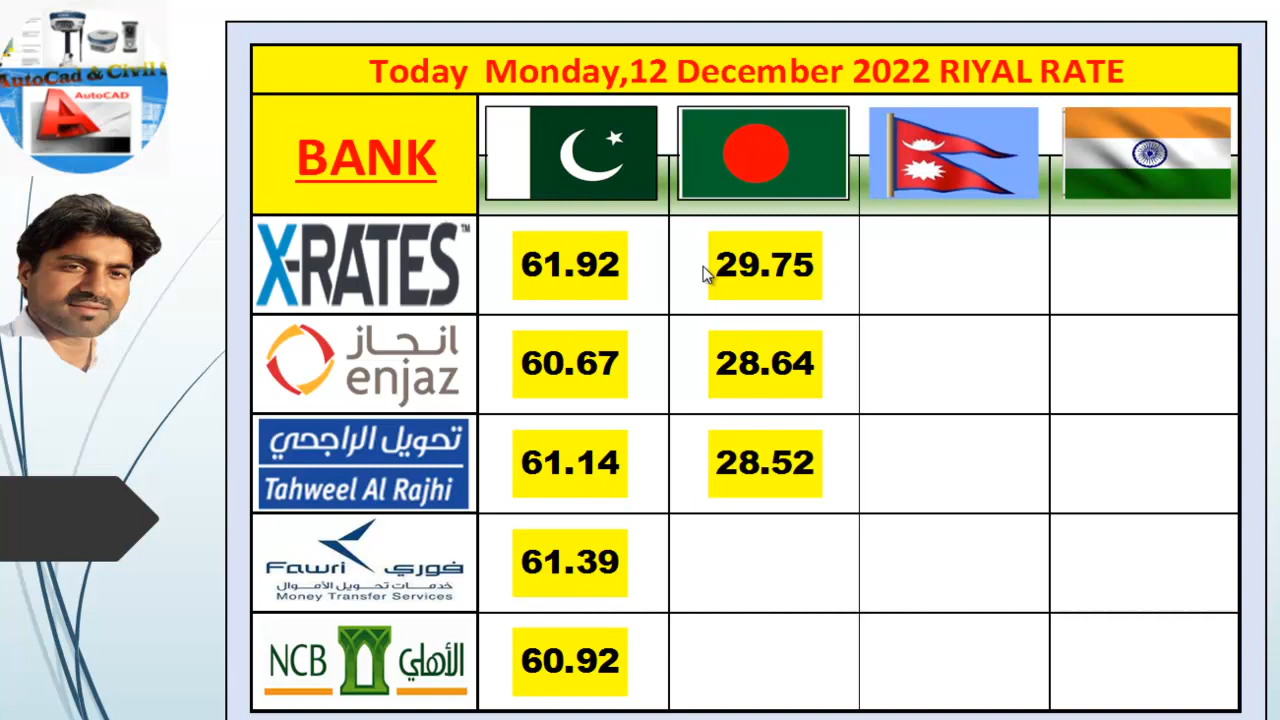 AutoCad & Civil
AutoCAD
A
Today Monday,12 December 2022 RIYAL RATE
BANK
X-RATES™
61.92
29.75
انجاز
enjaz
60.67
28.64
تحويل الراجحي
Tahweel Al Rajhi
61.14
28.52
Fawri فوري
خدمات تحويل الأموال
Money Transfer Services
61.39
NCB الأهلي
60.92